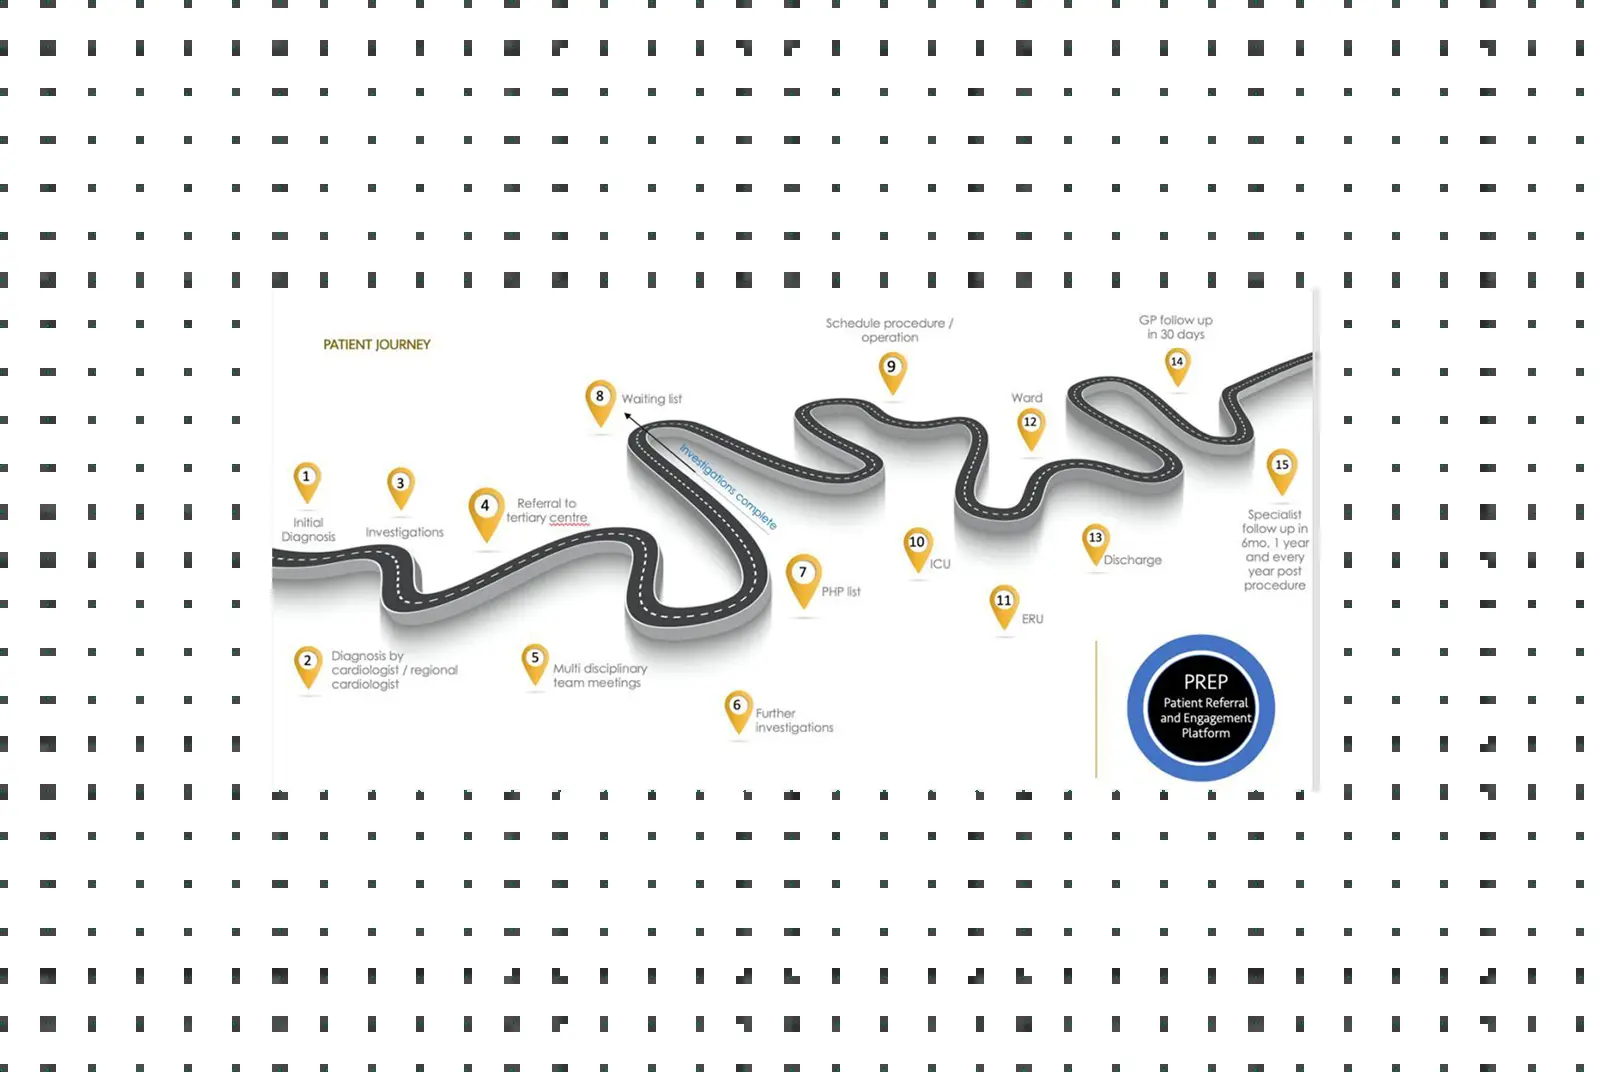 PATIENT JOURNEY
1
Initial
Diagnosis
2
Diagnosis by
cardiologist / regional
cardiologist
3
Investigations
4
Referral to
tertiary centre
5
Multi disciplinary
team meetings
6
Further
investigations
7
PHP list
Investigations complete
8
Waiting list
Schedule procedure /
operation
9
10
ICU
11
ERU
Ward
12
13
Discharge
GP follow up
in 30 days
14
15
Specialist
follow up in
6mo, 1 year
and every
year post
procedure
PREP
Patient Referral
and Engagement
Platform